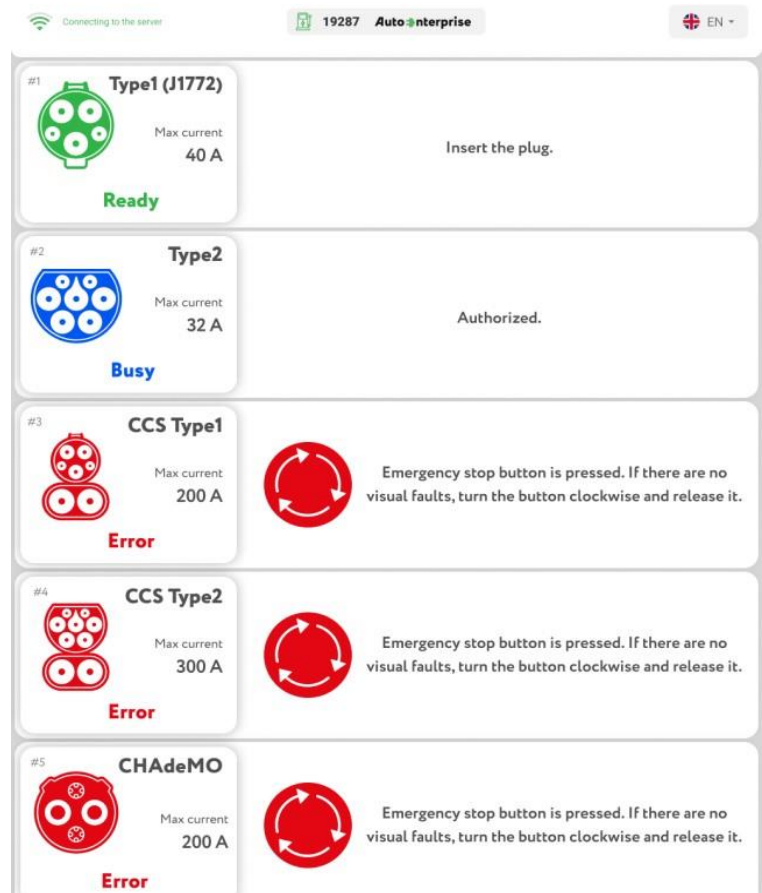 Connecting to the server
19287 Auto enterprise
EN
#1
Type1 (J1772)
Max current
40 A
Ready
Insert the plug.
#2
Type2
Max current
32 A
Busy
Authorized.
#3
CCS Type1
Max current
200 A
Error
Emergency stop button is pressed. If there are no
visual faults, turn the button clockwise and release it.
#4
CCS Type2
Max current
300 A
Error
Emergency stop button is pressed. If there are no
visual faults, turn the button clockwise and release it.
#5
CHAdeMO
Max current
200 A
Error
Emergency stop button is pressed. If there are no
visual faults, turn the button clockwise and release it.